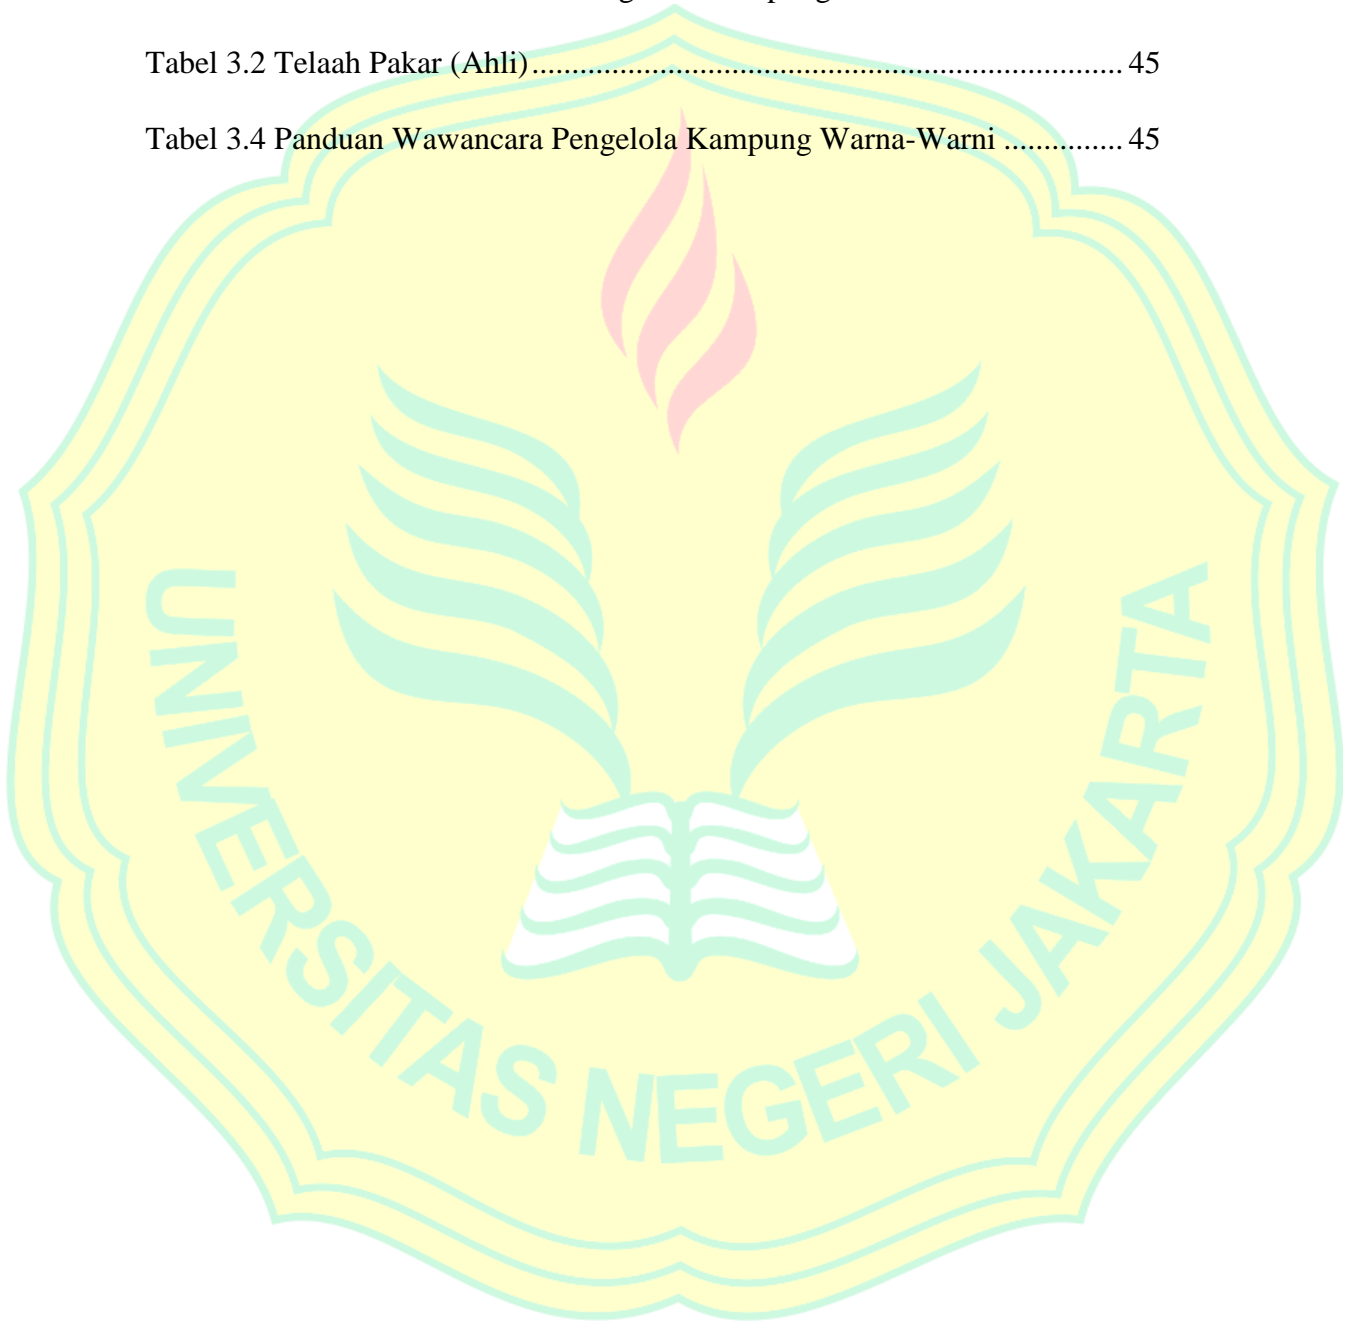 Tabel 3.2 Telaah Pakar (Ahli) ........................................................................... 45
Tabel 3.4 Panduan Wawancara Pengelola Kampung Warna-Warni ............... 45
UNIVERSITAS NEGERI JAKARTA